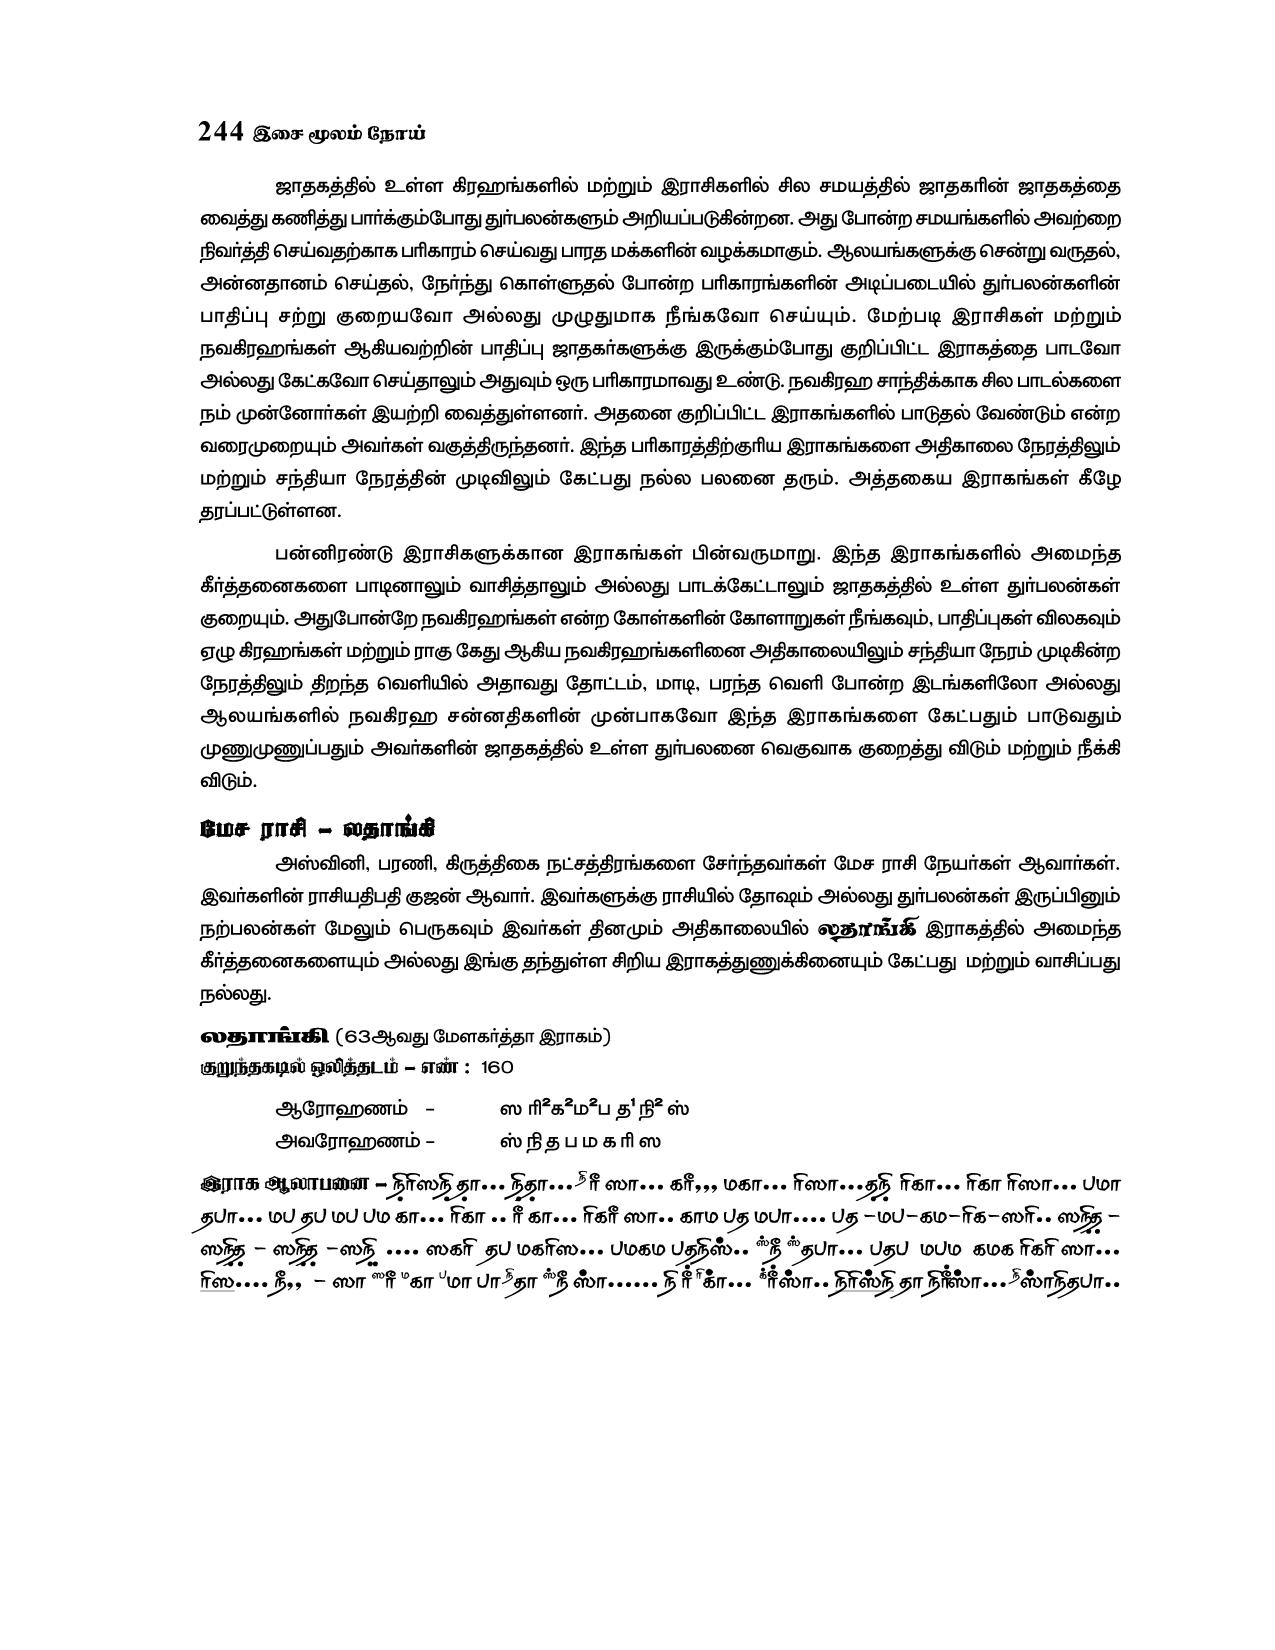 244 இசை மூலம் நோய்
ஜாதகத்தில் உள்ள கிரஹங்களில் மற்றும் இராசிகளில் சில சமயத்தில் ஜாதகரின் ஜாதகத்தை
வைத்து கணித்து பார்க்கும்போது துர்பலன்களும் அறியப்படுகின்றன. அது போன்ற சமயங்களில் அவற்றை
நிவர்த்தி செய்வதற்காக பரிகாரம் செய்வது பாரத மக்களின் வழக்கமாகும். ஆலயங்களுக்கு சென்று வருதல்,
அன்னதானம் செய்தல், நேர்ந்து கொள்ளுதல் போன்ற பரிகாரங்களின் அடிப்படையில் துர்பலன்களின்
பாதிப்பு சற்று குறையவோ அல்லது முழுதுமாக நீங்கவோ செய்யும். மேற்படி இராசிகள் மற்றும்
நவகிரஹங்கள் ஆகியவற்றின் பாதிப்பு ஜாதகர்களுக்கு இருக்கும்போது குறிப்பிட்ட இராகத்தை பாடவோ
அல்லது கேட்கவோ செய்தாலும் அதுவும் ஒரு பரிகாரமாவது உண்டு. நவகிரஹ சாந்திக்காக சில பாடல்களை
நம் முன்னோர்கள் இயற்றி வைத்துள்ளனர். அதனை குறிப்பிட்ட இராகங்களில் பாடுதல் வேண்டும் என்ற
வரைமுறையும் அவர்கள் வகுத்திருந்தனர். இந்த பரிகாரத்திற்குரிய இராகங்களை அதிகாலை நேரத்திலும்
மற்றும் சந்தியா நேரத்தின் முடிவிலும் கேட்பது நல்ல பலனை தரும். அத்தகைய இராகங்கள் கீழே
தரப்பட்டுள்ளன.
பன்னிரண்டு இராசிகளுக்கான இராகங்கள் பின்வருமாறு. இந்த இராகங்களில் அமைந்த
கீர்த்தனைகளை பாடினாலும் வாசித்தாலும் அல்லது பாடக்கேட்டாலும் ஜாதகத்தில் உள்ள துர்பலன்கள்
குறையும். அதுபோன்றே நவகிரஹங்கள் என்ற கோள்களின் கோளாறுகள் நீங்கவும், பாதிப்புகள் விலகவும்
ஏழு கிரஹங்கள் மற்றும் ராகு கேது ஆகிய நவகிரஹங்களினை அதிகாலையிலும் சந்தியா நேரம் முடிகின்ற
நேரத்திலும் திறந்த வெளியில் அதாவது தோட்டம், மாடி, பரந்த வெளி போன்ற இடங்களிலோ அல்லது
ஆலயங்களில் நவகிரஹ சன்னதிகளின் முன்பாகவோ இந்த இராகங்களை கேட்பதும் பாடுவதும்
முணுமுணுப்பதும் அவர்களின் ஜாதகத்தில் உள்ள துர்பலனை வெகுவாக குறைத்து விடும் மற்றும் நீக்கி
விடும்.
மேச ராசி – லதாங்கி
அஸ்வினி, பரணி, கிருத்திகை நட்சத்திரங்களை சேர்ந்தவர்கள் மேச ராசி நேயர்கள் ஆவார்கள்.
இவர்களின் ராசியதிபதி குஜன் ஆவார். இவர்களுக்கு ராசியில் தோஷம் அல்லது துர்பலன்கள் இருப்பினும்
நற்பலன்கள் மேலும் பெருகவும் இவர்கள் தினமும் அதிகாலையில் லதாங்கி இராகத்தில் அமைந்த
கீர்த்தனைகளையும் அல்லது இங்கு தந்துள்ள சிறிய இராகத்துணுக்கினையும் கேட்பது மற்றும் வாசிப்பது
நல்லது.
லதாங்கி (63ஆவது மேளகர்த்தா இராகம்)
குறுந்தகடில் ஒலித்தடம் – எண் : 160
ஆரோஹணம் - ஸ ரி²க²ம²ப த¹நி² ஸ்
அவரோஹணம் - ஸ் நி த ப ம க ரி ஸ
இராக ஆலாபனை – நிரிஸநி தா... நிதா... நிரீ ஸா... கரீ,,, மகா... ரிஸா...தநி ரிகா... ரிகா ரிஸா... பமா
தபா... மப தப மப பம கா... ரிகா .. ரீ கா... ரிகரீ ஸா.. காம பத மபா.... பத –மப–கம–ரிக–ஸரி.. ஸநித –
ஸநித – ஸநித –ஸநி .... ஸகரி தப மகரிஸ... பமகம பதநிஸ்.. ஸ்நீ ஸ்தபா... பதப மபம கமக ரிகரி ஸா...
ரிஸ.... நீ,, – ஸா ஸரீ மகா பமா பாநிதா ஸ்நீ ஸா...... நி ரீ ரிகா... க்ரீஸா.. நிரிஸ்நி தா நிரீஸா... நிஸாநிதபா..